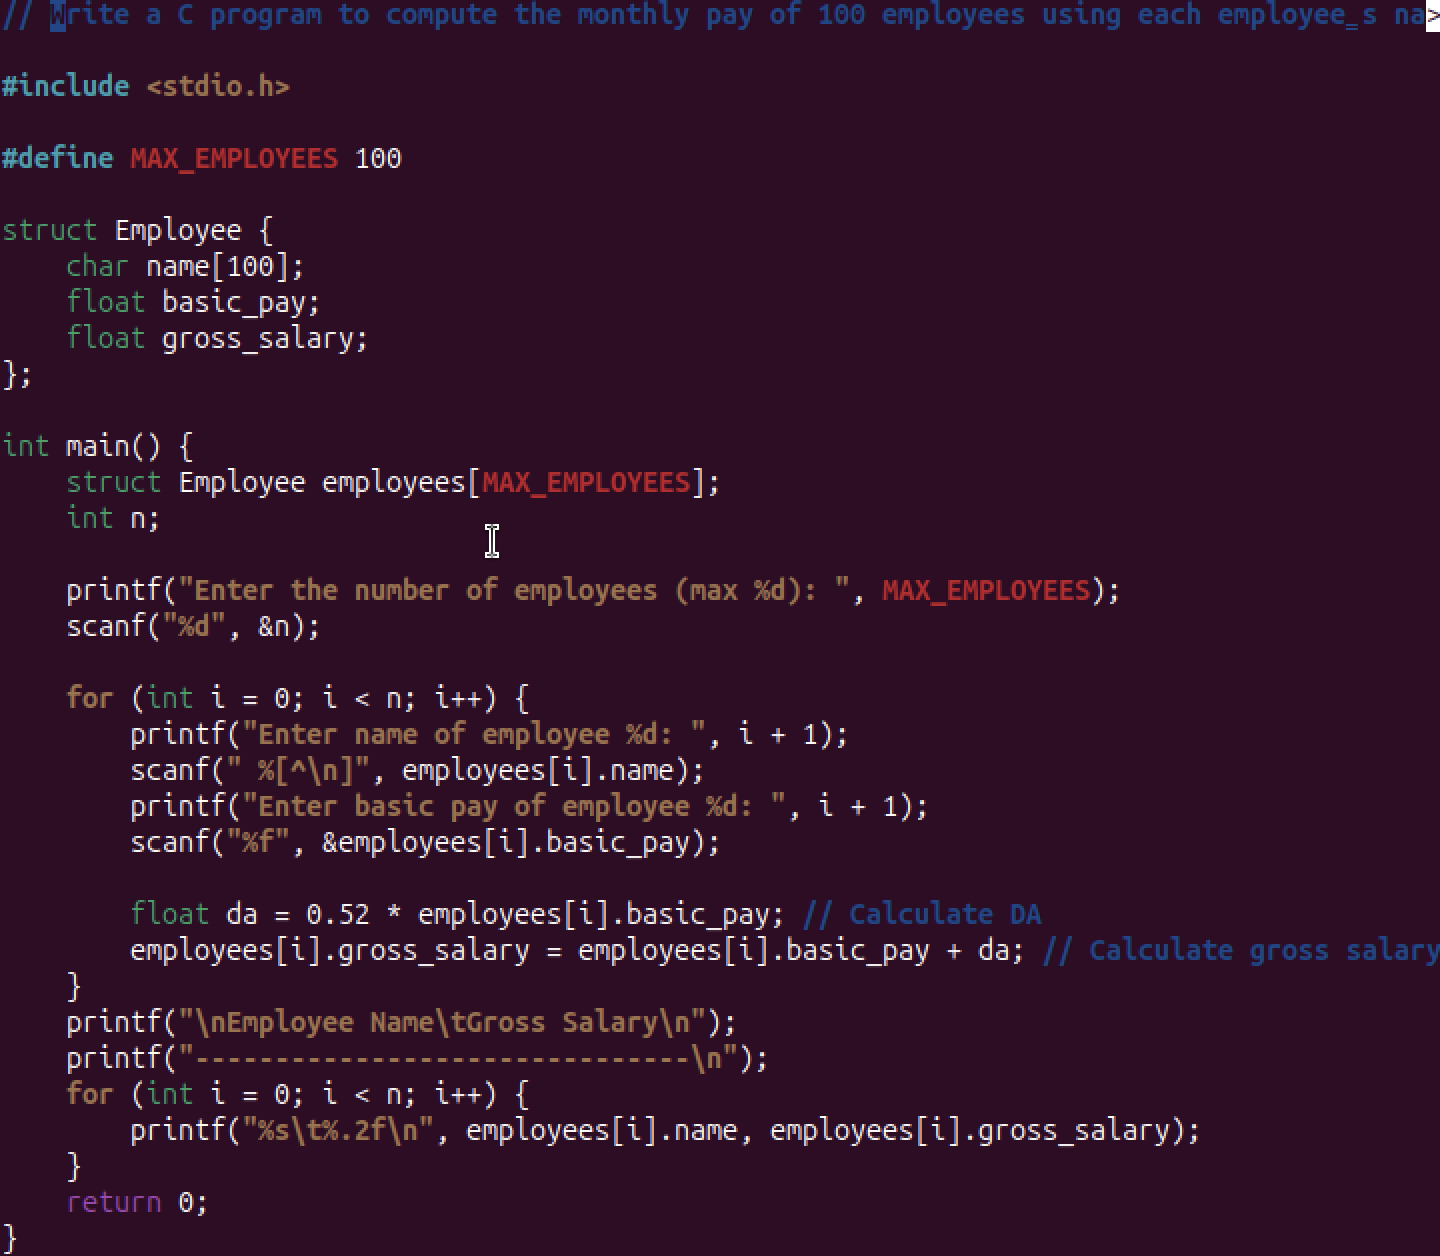 // Write a C program to compute the monthly pay of 100 employees using each employee_s na>
#include <stdio.h>
#define MAX_EMPLOYEES 100
struct Employee {
    char name[100];
    float basic_pay;
    float gross_salary;
};
int main() {
    struct Employee employees[MAX_EMPLOYEES];
    int n;
    printf("Enter the number of employees (max %d): ", MAX_EMPLOYEES);
    scanf("%d", &n);
    for (int i = 0; i < n; i++) {
        printf("Enter name of employee %d: ", i + 1);
        scanf(" %[^\n]", employees[i].name);
        printf("Enter basic pay of employee %d: ", i + 1);
        scanf("%f", &employees[i].basic_pay);
        float da = 0.52 * employees[i].basic_pay; // Calculate DA
        employees[i].gross_salary = employees[i].basic_pay + da; // Calculate gross salary
    }
    printf("\nEmployee Name\tGross Salary\n");
    printf("-------------------------------\n");
    for (int i = 0; i < n; i++) {
        printf("%s\t%.2f\n", employees[i].name, employees[i].gross_salary);
    }
    return 0;
}